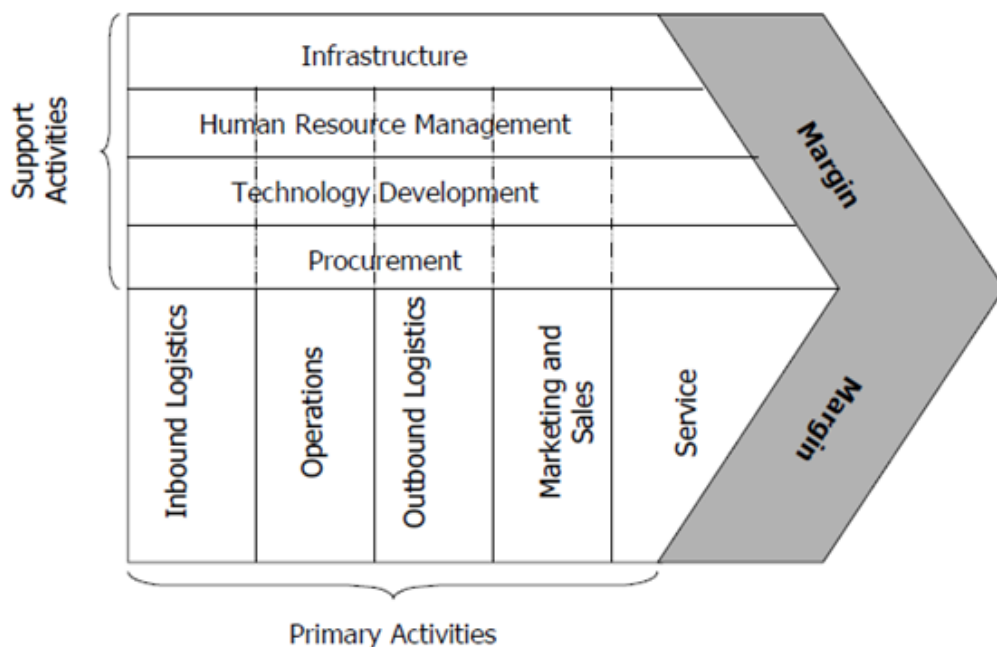 Support
Activities
Infrastructure
Human Resource Management
Technology Development
Procurement
Margin
Inbound Logistics
Operations
Outbound Logistics
Marketing and
Sales
Service
Margin
Primary Activities